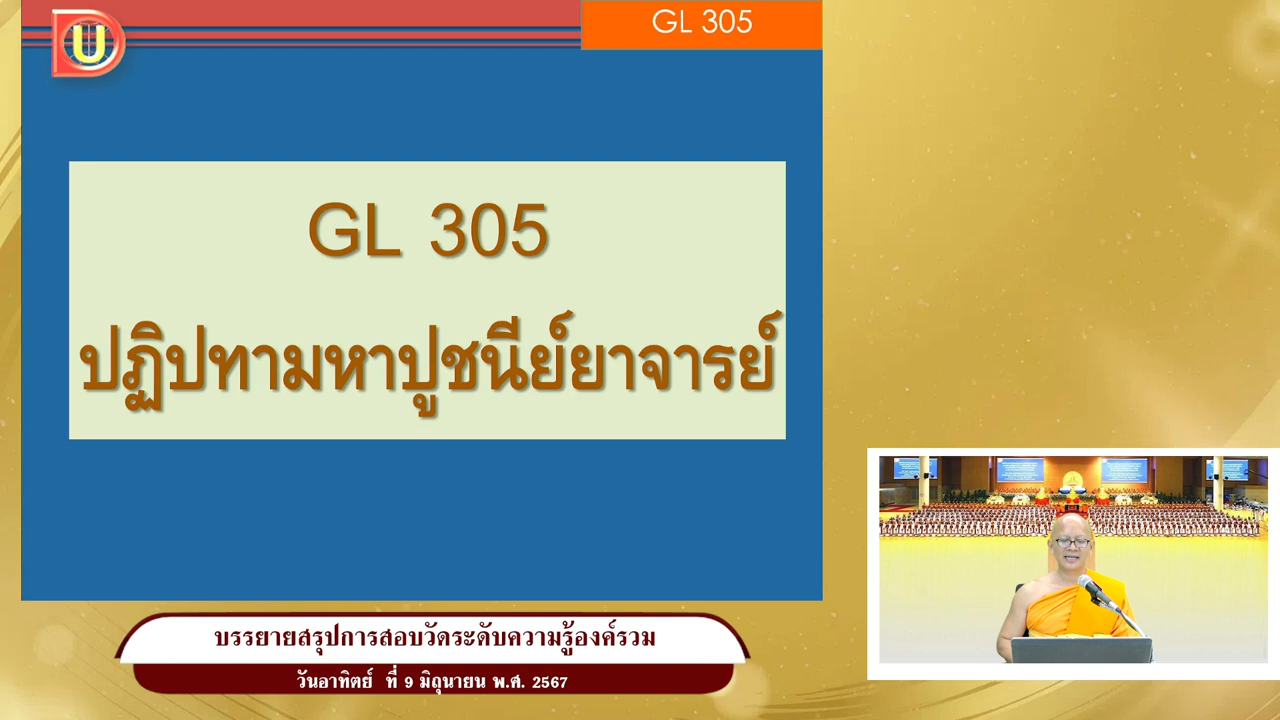 GL 305
U
GL 305
ปฏิปทามหาปูชนีย์ยาจารย์
บรรยายสรุปการสอบวัดระดับความรู้องค์รวม
วันอาทิตย์ ที่ 9 มิถุนายน พ.ศ. 2567